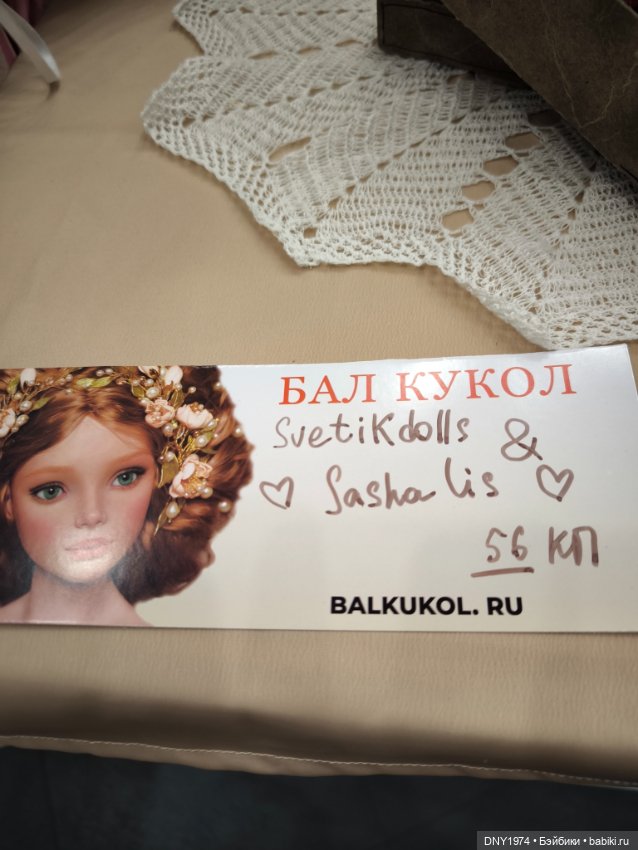 БАЛ КУКОЛ
Svetikdolls &
♡ Sasha lis ♡
56 КП
BALKUKOL. RU
DNY1974 • Бэйбики • babiki.ru